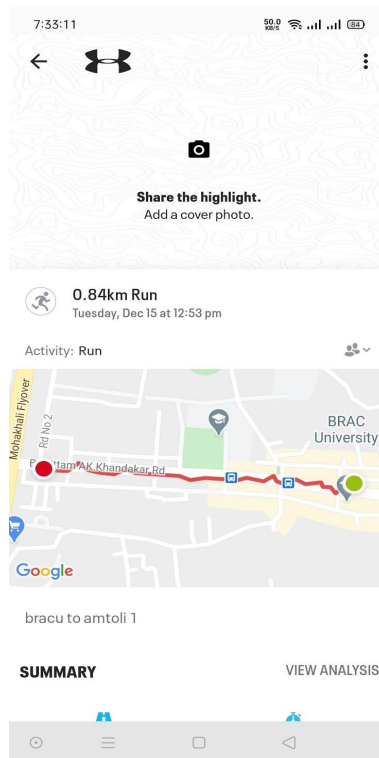 7:33:11
50.0 KB/S
84
Share the highlight.
Add a cover photo.
0.84km Run
Tuesday, Dec 15 at 12:53 pm
Activity: Run
Mohakhali Flyover
Rd No 2
BRAC
University
ttam AK Khandakar Rd
Google
bracu to amtoli 1
SUMMARY
VIEW ANALYSIS